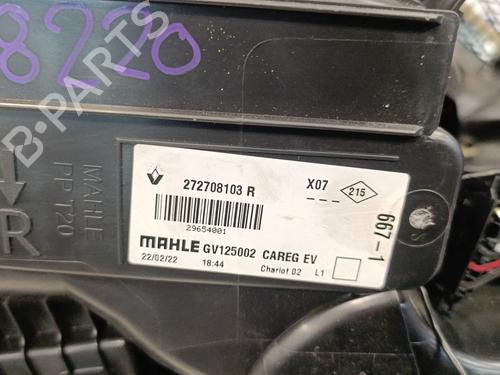 8220
B-PARTS
272708103 R
X07
---
215
29654001
MAHLE GV125002 CAREG EV
22/02/22 18:44 Chariot 02 L1
667-1
MAHLE
PP T20
R